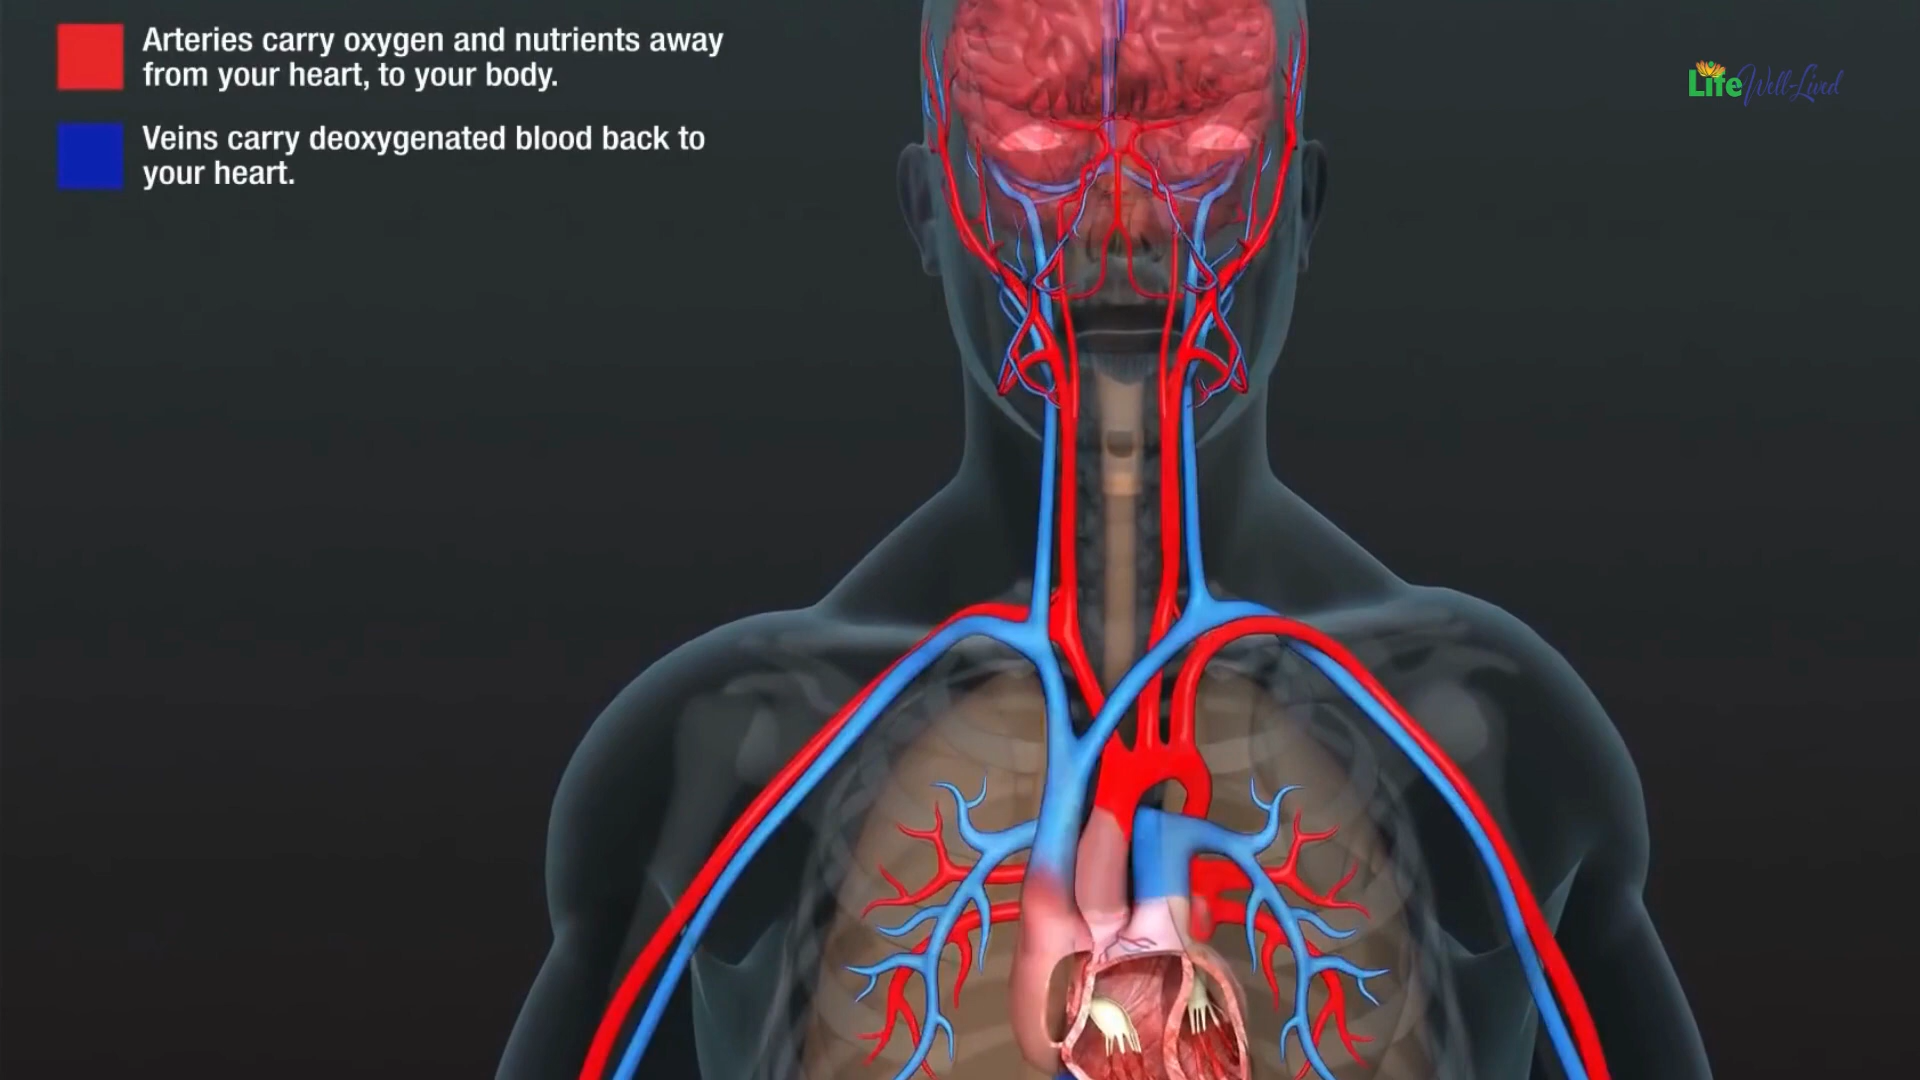 Arteries carry oxygen and nutrients away
from your heart, to your body.
Veins carry deoxygenated blood back to
your heart.
Life Well-Lived